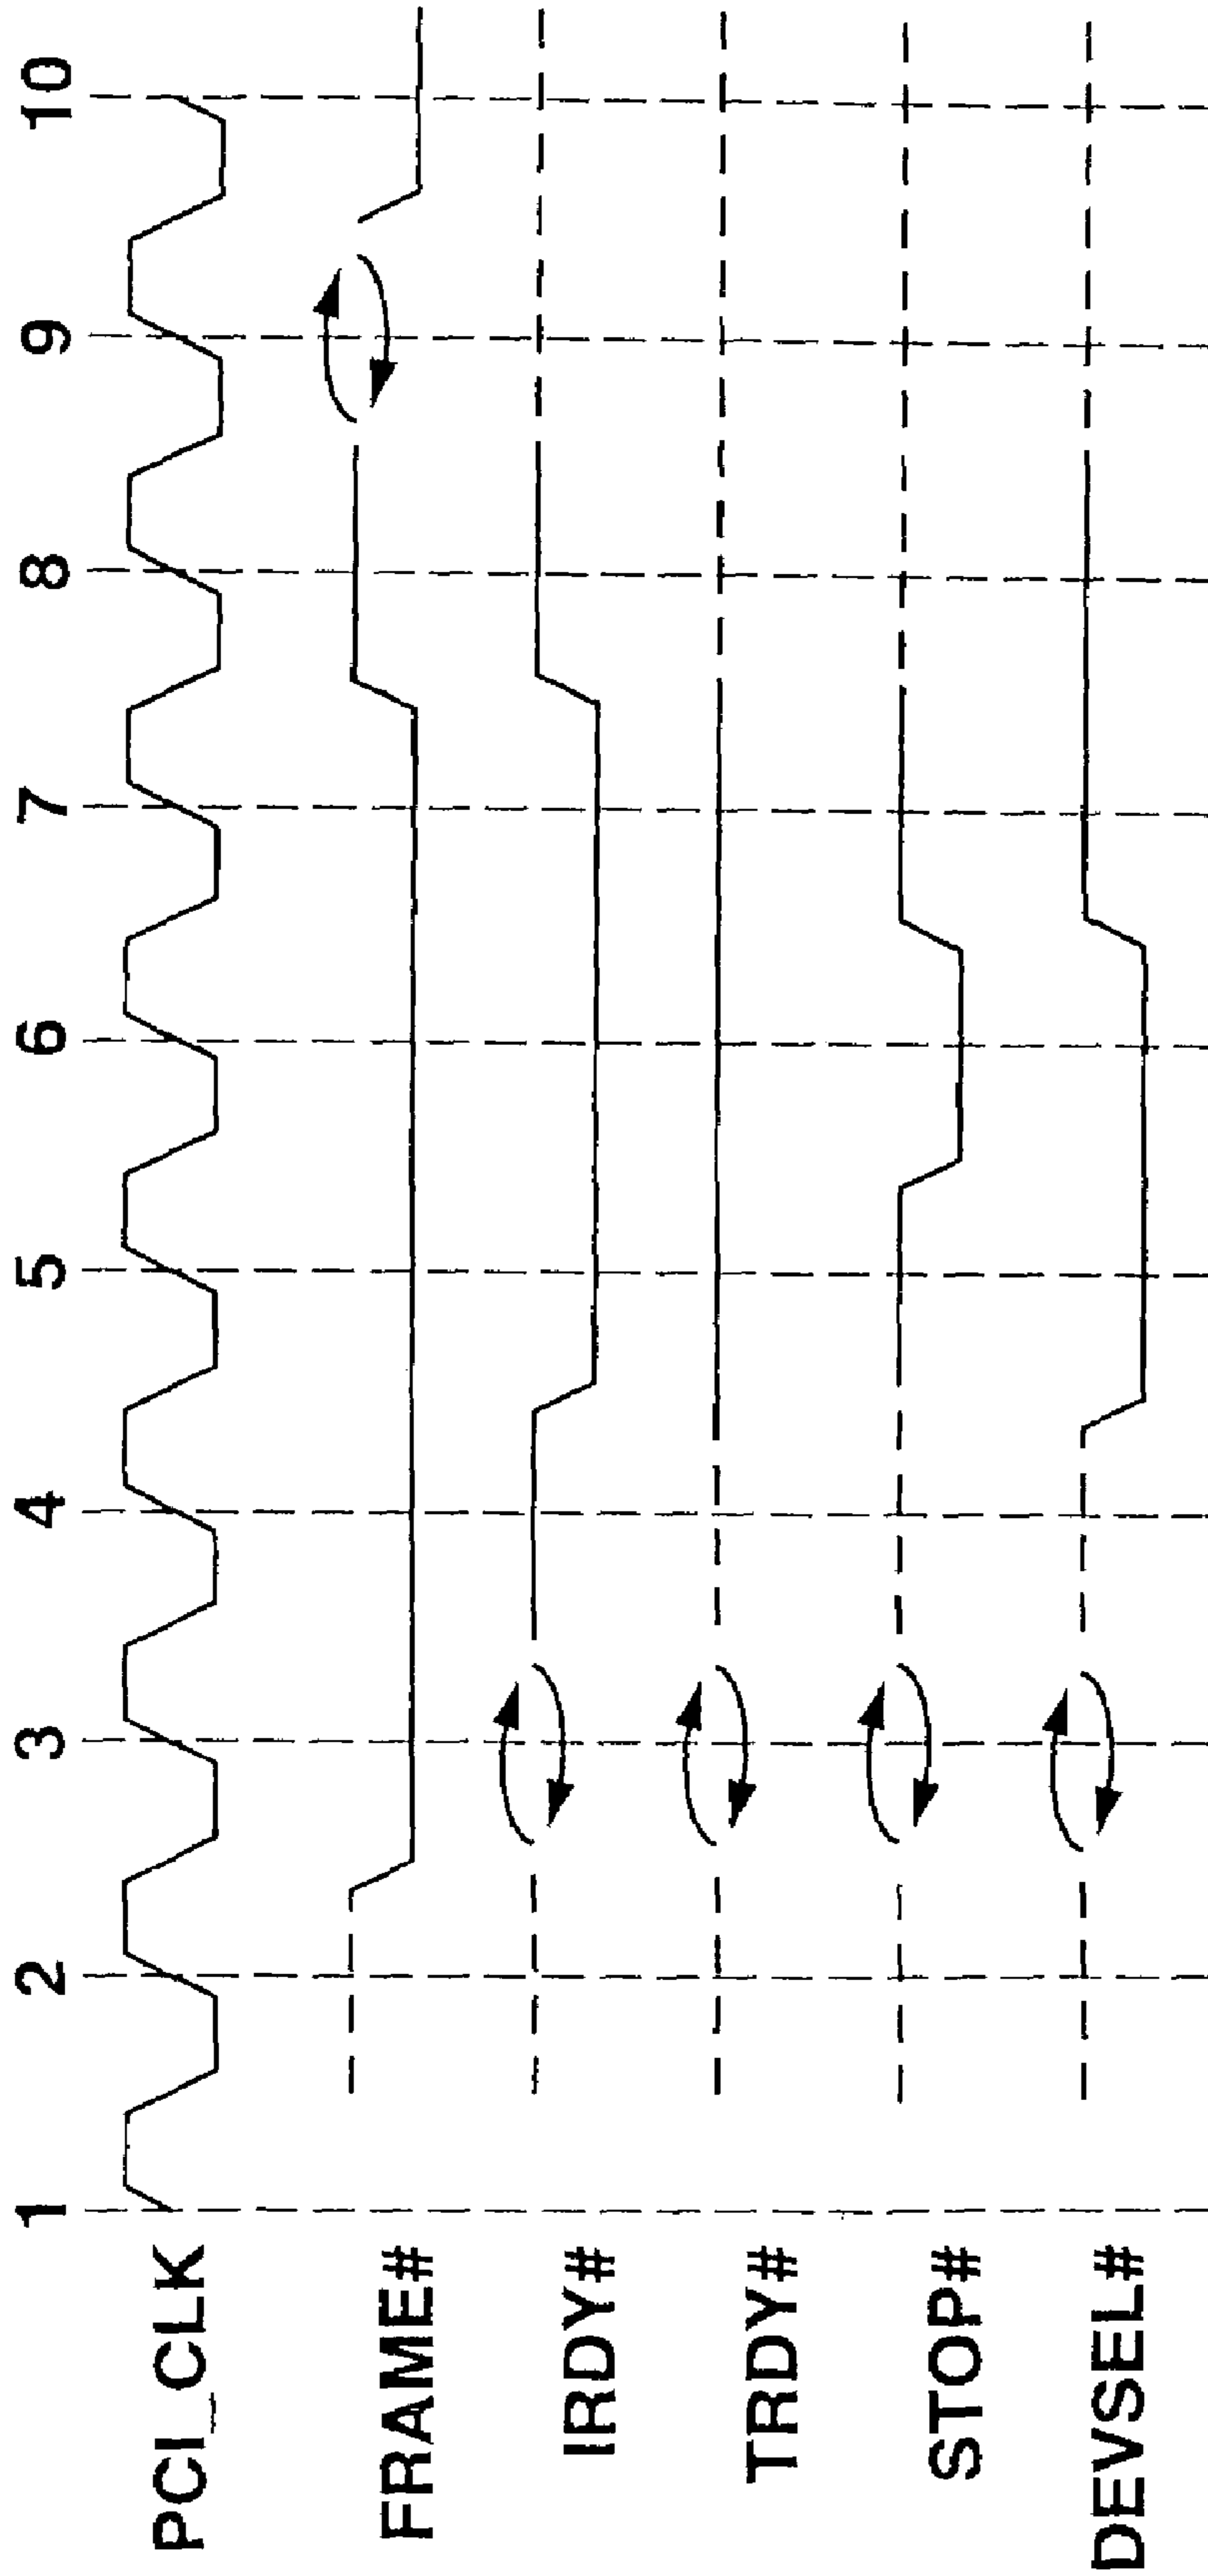 1 2 3 4 5 6 7 8 9 10
PCI_CLK
FRAME#
IRDY#
TRDY#
STOP#
DEVSEL#